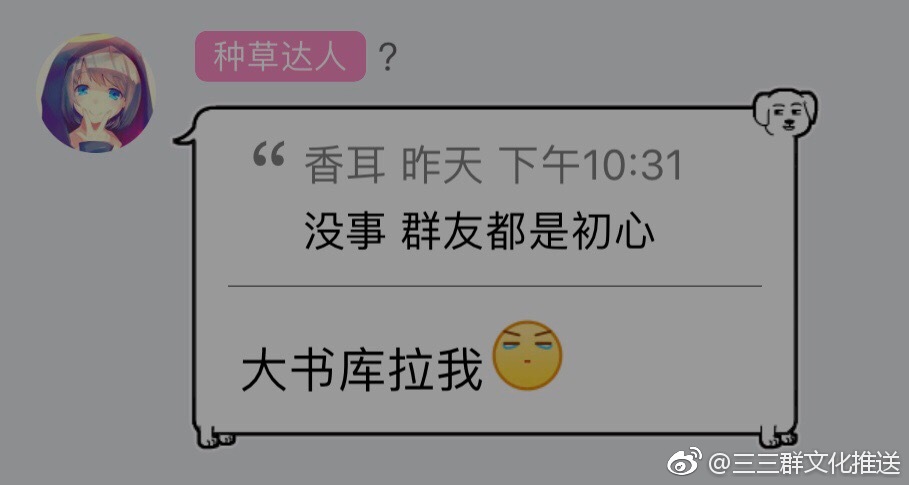 种草达人 ?
“ 香耳 昨天 下午10:31
没事 群友都是初心
大书库拉我
@三三群文化推送